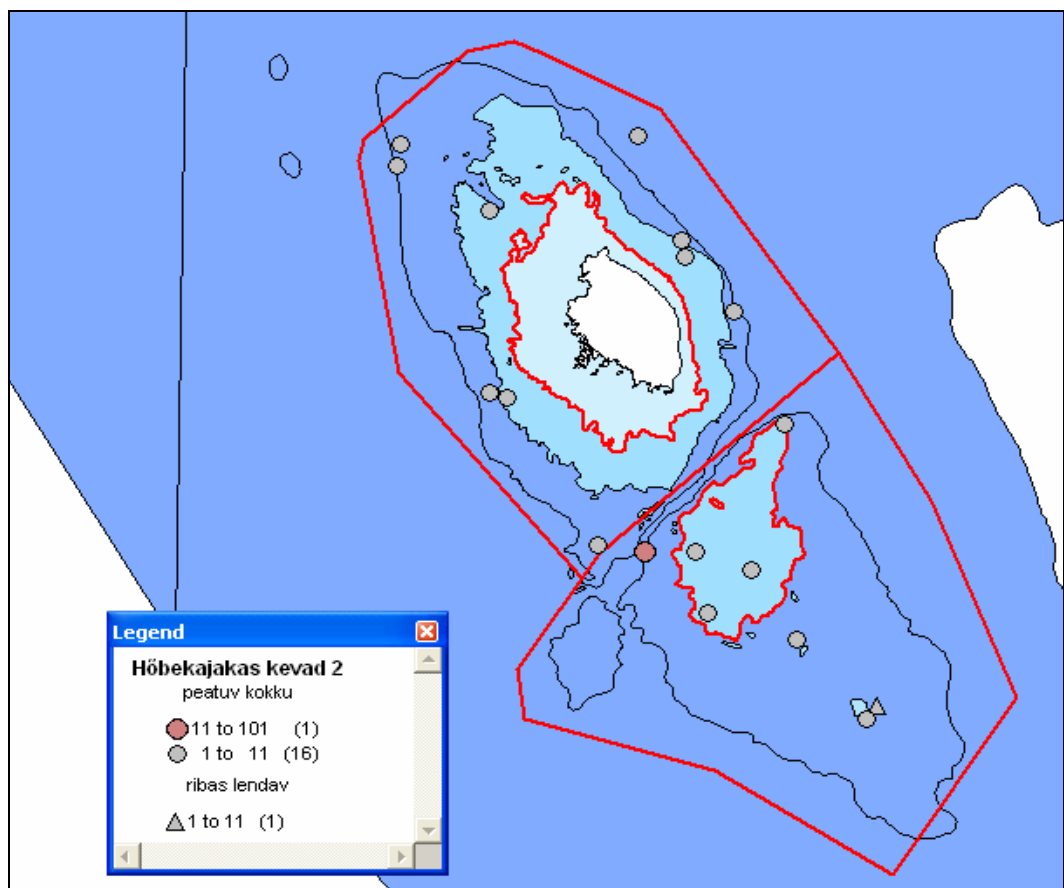 Legend
Hõbekajakas kevad 2
peatuv kokku
11 to 101 (1)
1 to 11 (16)
ribas lendav
1 to 11 (1)